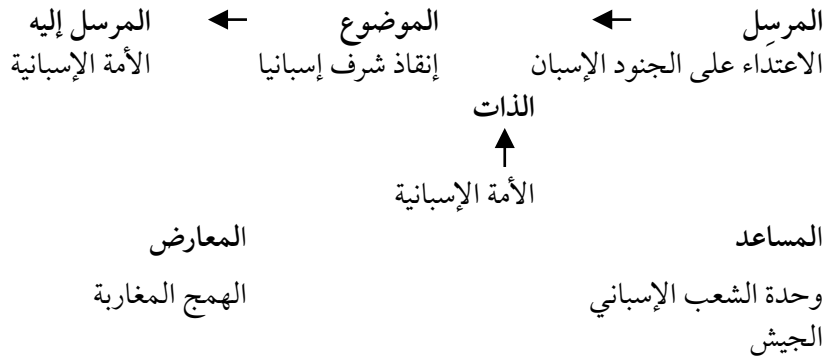 المرسِل الموضوع المرسل إليه
الاعتداء على الجنود الإسبان إنقاذ شرف إسبانيا الأمة الإسبانية
الذات
الأمة الإسبانية
المساعد المعارض
وحدة الشعب الإسباني الهمج المغاربة
الجيش